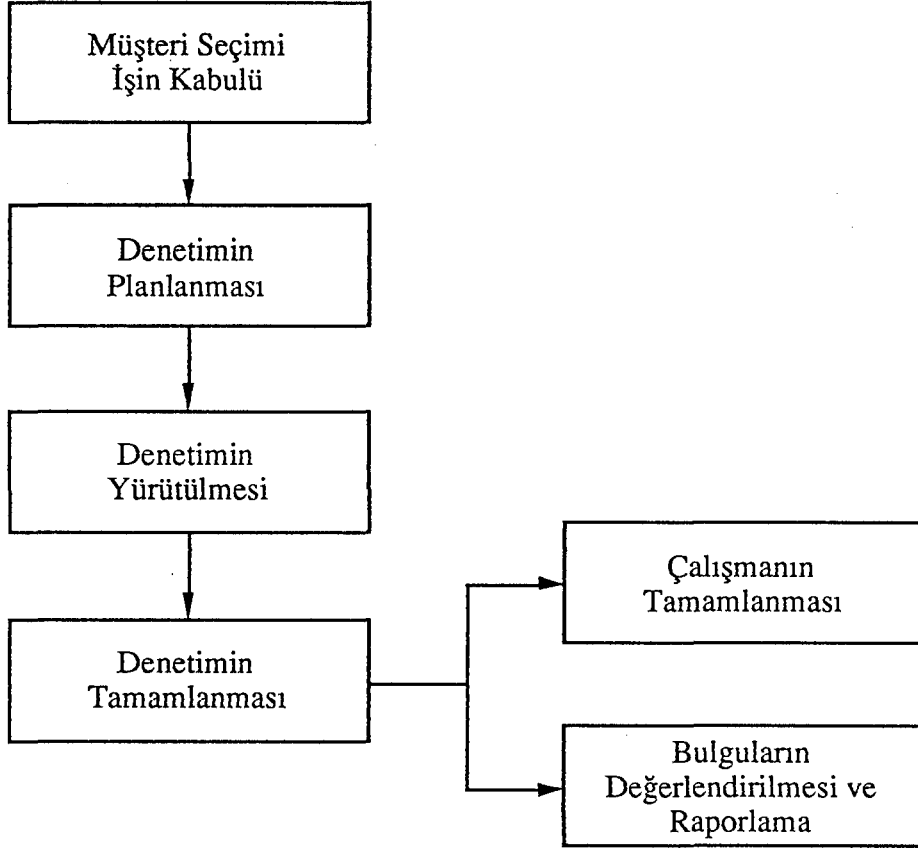 Müşteri Seçimi
İşin Kabulü
Denetimin
Planlanması
Denetimin
Yürütülmesi
Denetimin
Tamamlanması
Çalışmanın
Tamamlanması
Bulguların
Değerlendirilmesi ve
Raporlama